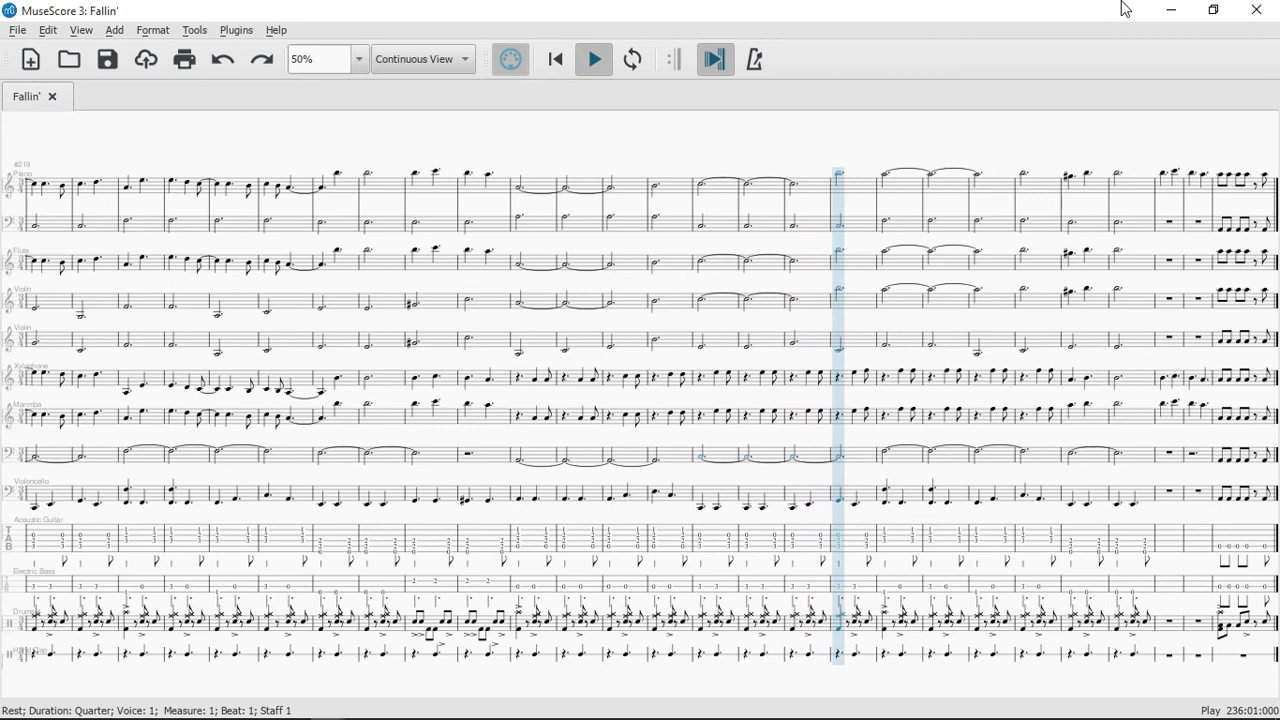 MuseScore 3: Fallin'
File Edit View Add Format Tools Plugins Help
50% Continuous View
Fallin'
#219
Piano
Flute
Violin
Violin
Xylophone
Marimba
Violoncello
Acoustic Guitar
Electric Bass
Drumset
Rest; Duration: Quarter; Voice: 1; Measure: 1; Beat: 1; Staff 1
Play 236:01:000